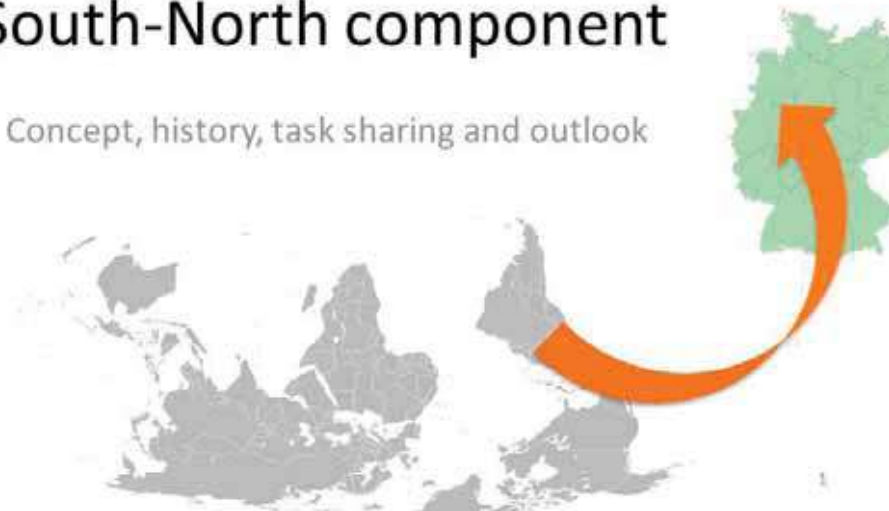 South-North component
Concept, history, task sharing and outlook
1